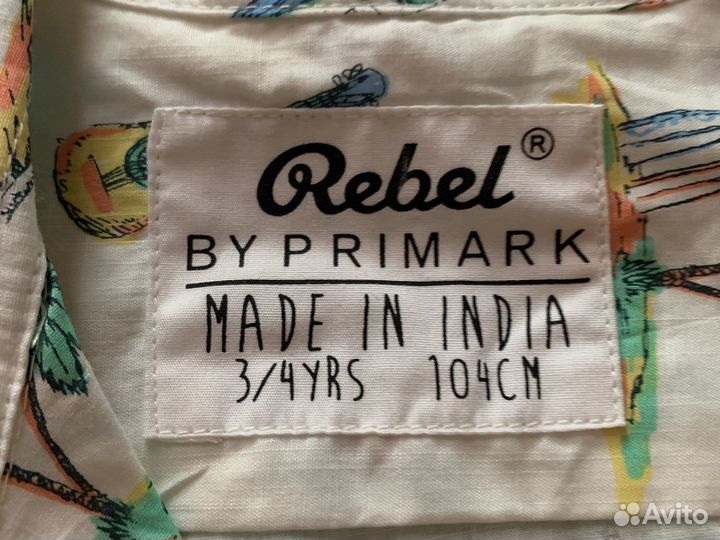 Rebel®
BY PRIMARK
MADE IN INDIA
3/4YRS 104CM
Avito